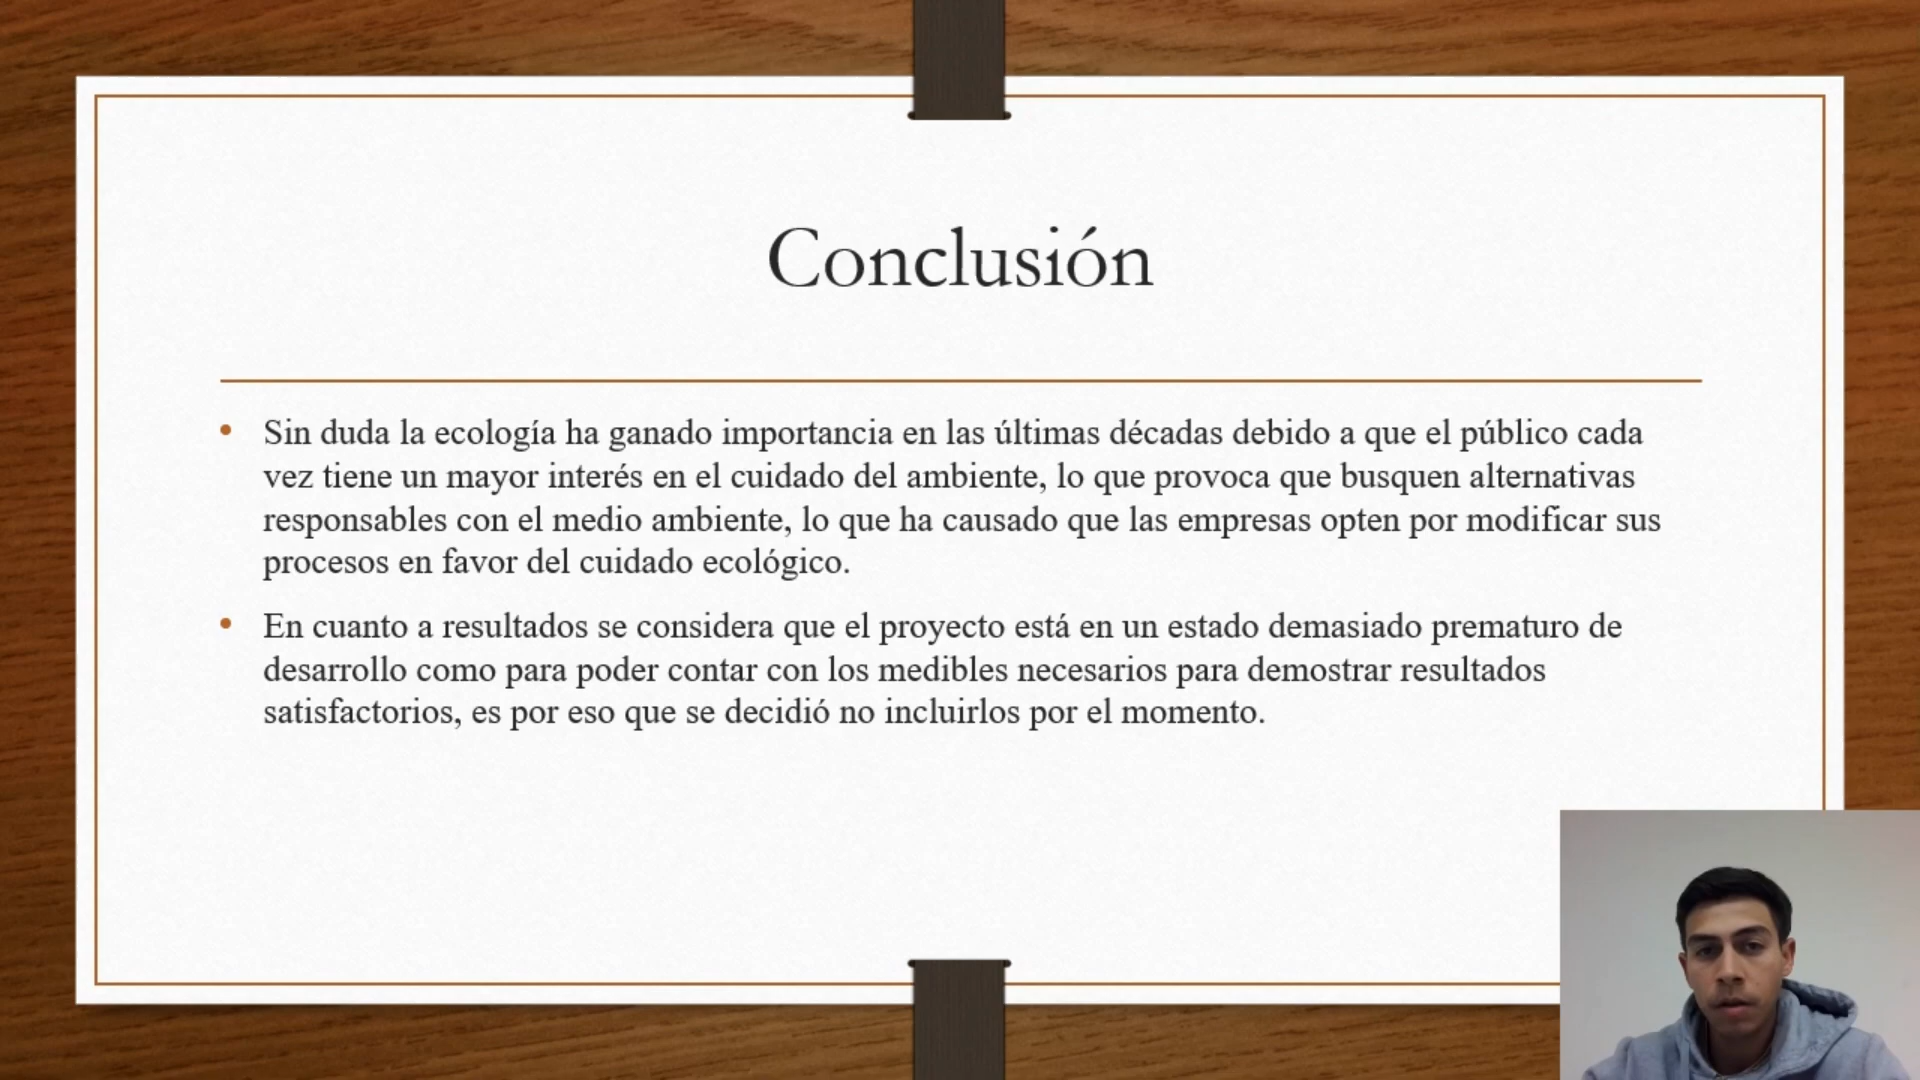 Conclusión
• Sin duda la ecología ha ganado importancia en las últimas décadas debido a que el público cada
vez tiene un mayor interés en el cuidado del ambiente, lo que provoca que busquen alternativas
responsables con el medio ambiente, lo que ha causado que las empresas opten por modificar sus
procesos en favor del cuidado ecológico.
• En cuanto a resultados se considera que el proyecto está en un estado demasiado prematuro de
desarrollo como para poder contar con los medibles necesarios para demostrar resultados
satisfactorios, es por eso que se decidió no incluirlos por el momento.